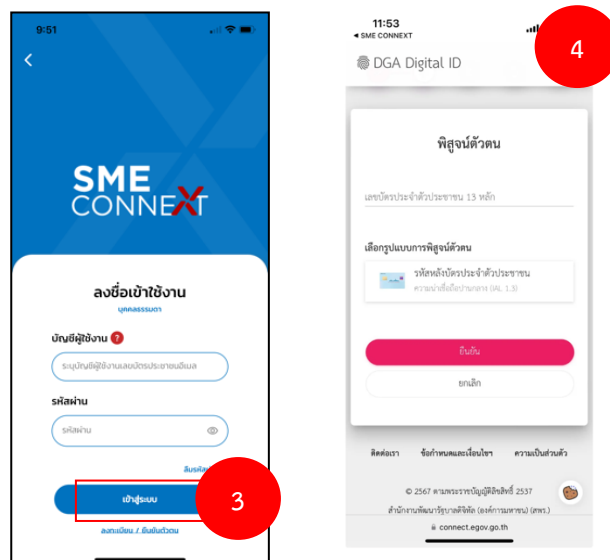 9:51
SME
CONNEXT
ลงชื่อเข้าใช้งาน
บุคคลธรรมดา
บัญชีผู้ใช้งาน ?
ระบุบัญชีผู้ใช้งานเลขบัตรประชาชนอีเมล
รหัสผ่าน
รหัสผ่าน
ลืมรหัส
เข้าสู่ระบบ
3
ลงทะเบียน / ยืนยันตัวตน
11:53
◄ SME CONNEXT
4
DGA Digital ID
พิสูจน์ตัวตน
เลขบัตรประจำตัวประชาชน 13 หลัก
เลือกรูปแบบการพิสูจน์ตัวตน
รหัสหลังบัตรประจำตัวประชาชน
ความน่าเชื่อถือปานกลาง (IAL 1.3)
ยืนยัน
ยกเลิก
ติดต่อเรา ข้อกำหนดและเงื่อนไขฯ ความเป็นส่วนตัว
© 2567 ตามพระราชบัญญัติลิขสิทธิ์ 2537
สำนักงานพัฒนารัฐบาลดิจิทัล (องค์การมหาชน) (สพร.)
connect.egov.go.th